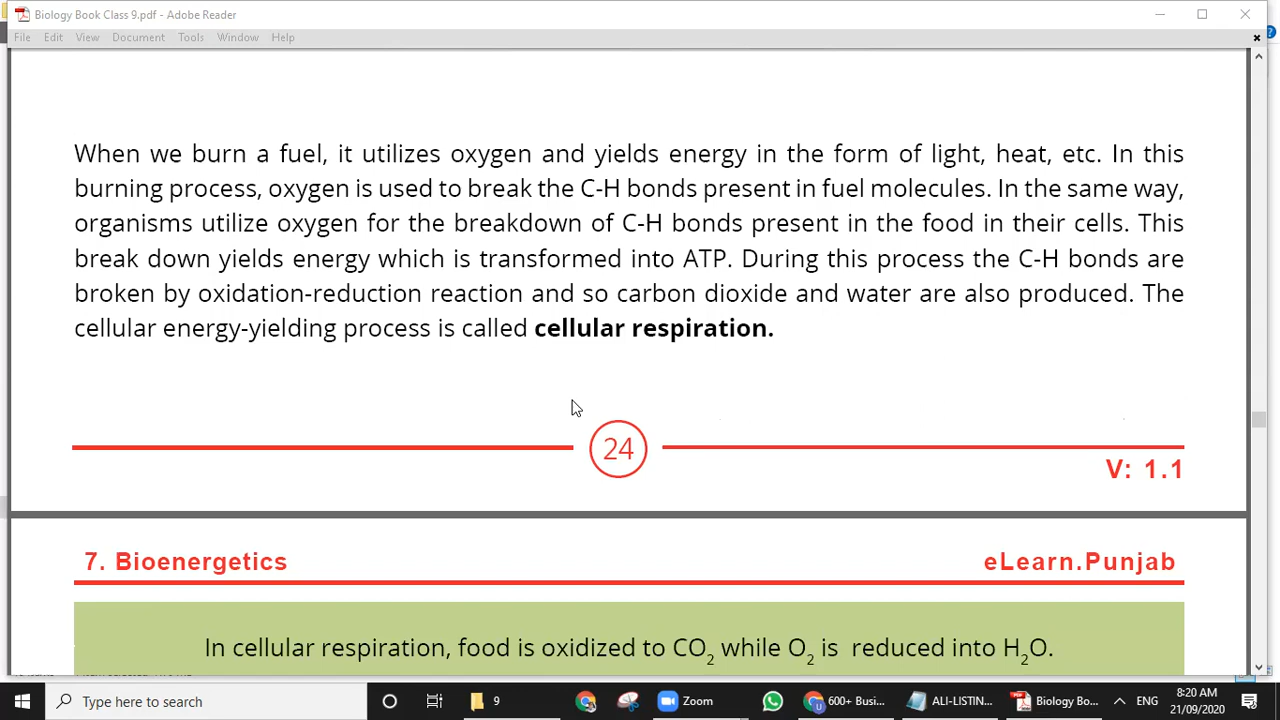 Biology Book Class 9.pdf - Adobe Reader
File Edit View Document Tools Window Help
When we burn a fuel, it utilizes oxygen and yields energy in the form of light, heat, etc. In this
burning process, oxygen is used to break the C-H bonds present in fuel molecules. In the same way,
organisms utilize oxygen for the breakdown of C-H bonds present in the food in their cells. This
break down yields energy which is transformed into ATP. During this process the C-H bonds are
broken by oxidation-reduction reaction and so carbon dioxide and water are also produced. The
cellular energy-yielding process is called cellular respiration.
24
V: 1.1
7. Bioenergetics eLearn.Punjab
In cellular respiration, food is oxidized to CO₂ while O₂ is reduced into H₂O.
Type here to search 9 Zoom 600+ Busi... ALI-LISTIN... Biology Bo... ENG 8:20 AM
21/09/2020